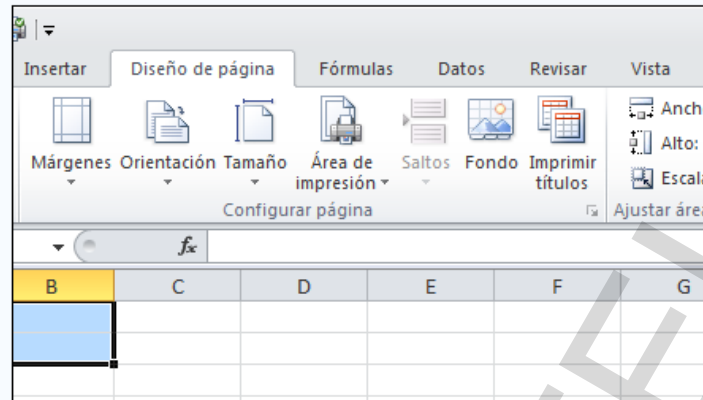 Insertar Diseño de página Fórmulas Datos Revisar Vista
Márgenes Orientación Tamaño Área de impresión Saltos Fondo Imprimir títulos
Anch
Alto:
Escala
Configurar página Ajustar área
fx
B C D E F G